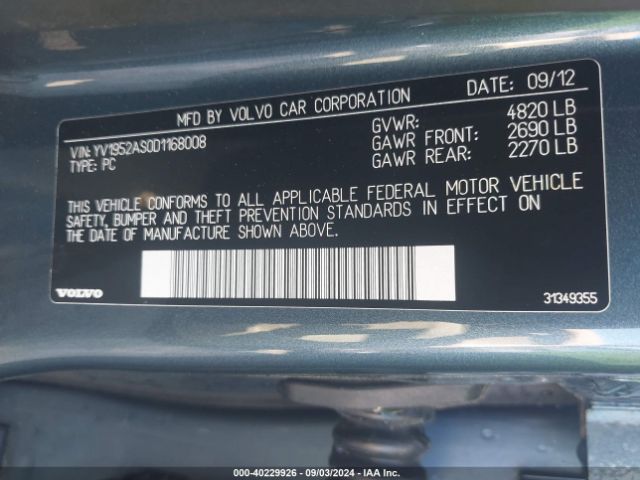 MFD BY VOLVO CAR CORPORATION DATE: 09/12
VIN: YV1952AS0D1168008
TYPE: PC
GVWR: 4820 LB
GAWR FRONT: 2690 LB
GAWR REAR: 2270 LB
THIS VEHICLE CONFORMS TO ALL APPLICABLE FEDERAL MOTOR VEHICLE
SAFETY, BUMPER AND THEFT PREVENTION STANDARDS IN EFFECT ON
THE DATE OF MANUFACTURE SHOWN ABOVE.
VOLVO
31349355
000-40229926 - 09/03/2024 - IAA Inc.